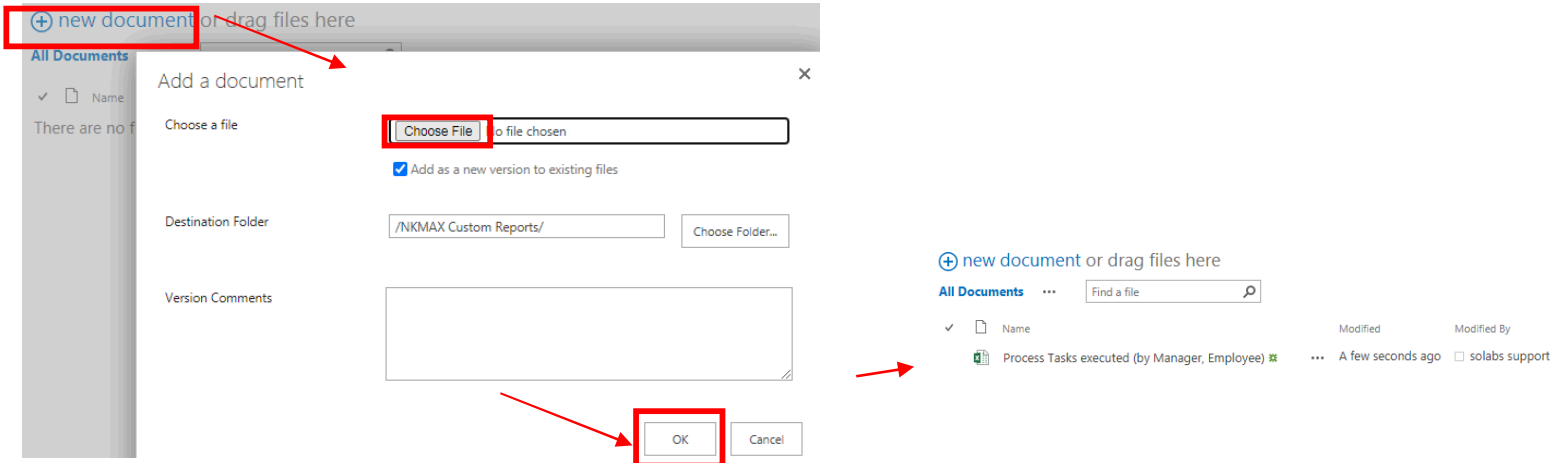 new document or drag files here
All Documents
Name
There are no f
Add a document
Choose a file
Choose File No file chosen
Add as a new version to existing files
Destination Folder
/NKMAX Custom Reports/
Choose Folder...
Version Comments
OK
Cancel
new document or drag files here
All Documents ... Find a file
Name Modified Modified By
Process Tasks executed (by Manager, Employee) ... A few seconds ago solabs support